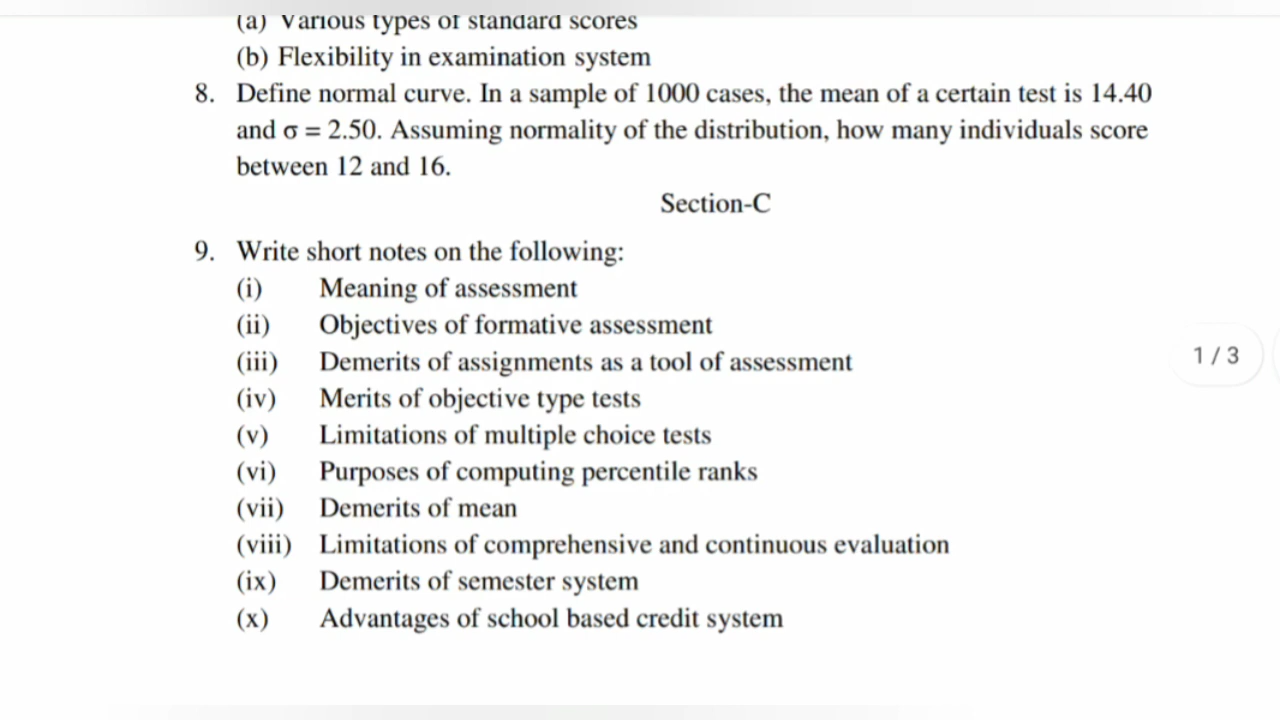 (a) Various types of standard scores
(b) Flexibility in examination system
8. Define normal curve. In a sample of 1000 cases, the mean of a certain test is 14.40
and σ = 2.50. Assuming normality of the distribution, how many individuals score
between 12 and 16.
Section-C
9. Write short notes on the following:
(i) Meaning of assessment
(ii) Objectives of formative assessment
(iii) Demerits of assignments as a tool of assessment
1 / 3
(iv) Merits of objective type tests
(v) Limitations of multiple choice tests
(vi) Purposes of computing percentile ranks
(vii) Demerits of mean
(viii) Limitations of comprehensive and continuous evaluation
(ix) Demerits of semester system
(x) Advantages of school based credit system